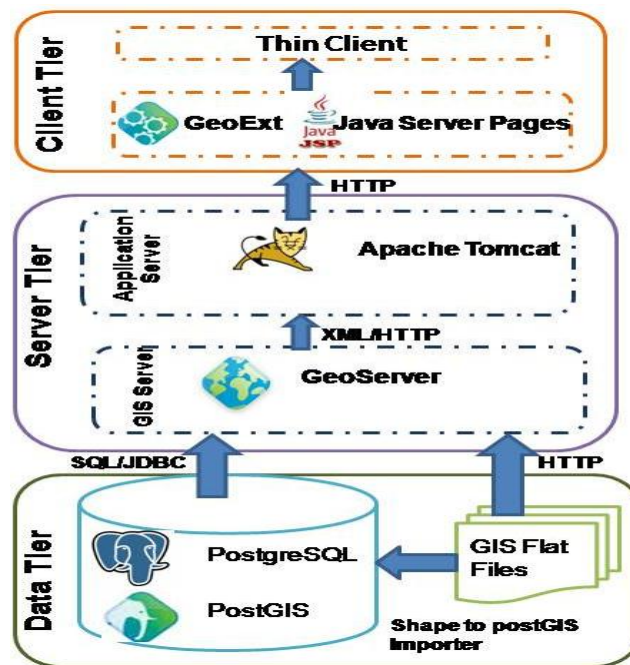 Client Tier
Thin Client
GeoExt
Java
JSP
Java Server Pages
HTTP
Server Tier
Application
Server
Apache Tomcat
XML/HTTP
GIS Server
GeoServer
SQL/JDBC
HTTP
Data Tier
PostgreSQL
PostGIS
GIS Flat
Files
Shape to postGIS
Importer